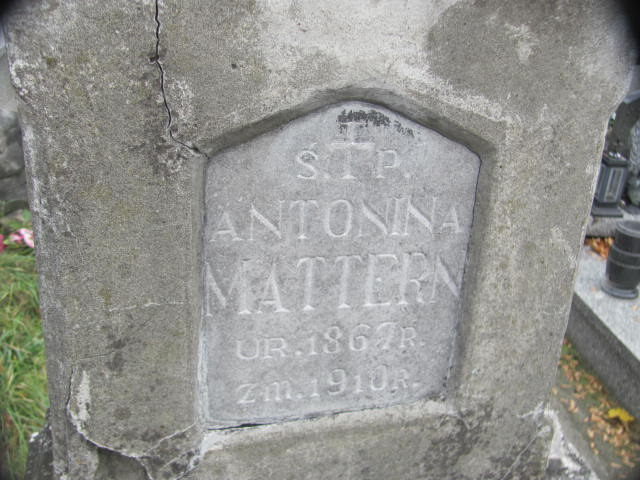 Ś.†P.
ANTONINA
MATTERN
UR. 1867R.
zm. 1910R.